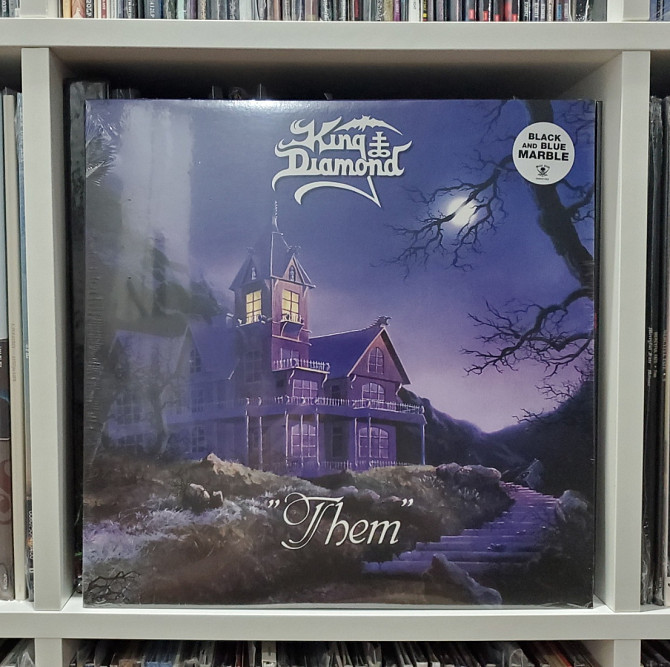 King
Diamond
BLACK
AND BLUE
MARBLE
"Them"